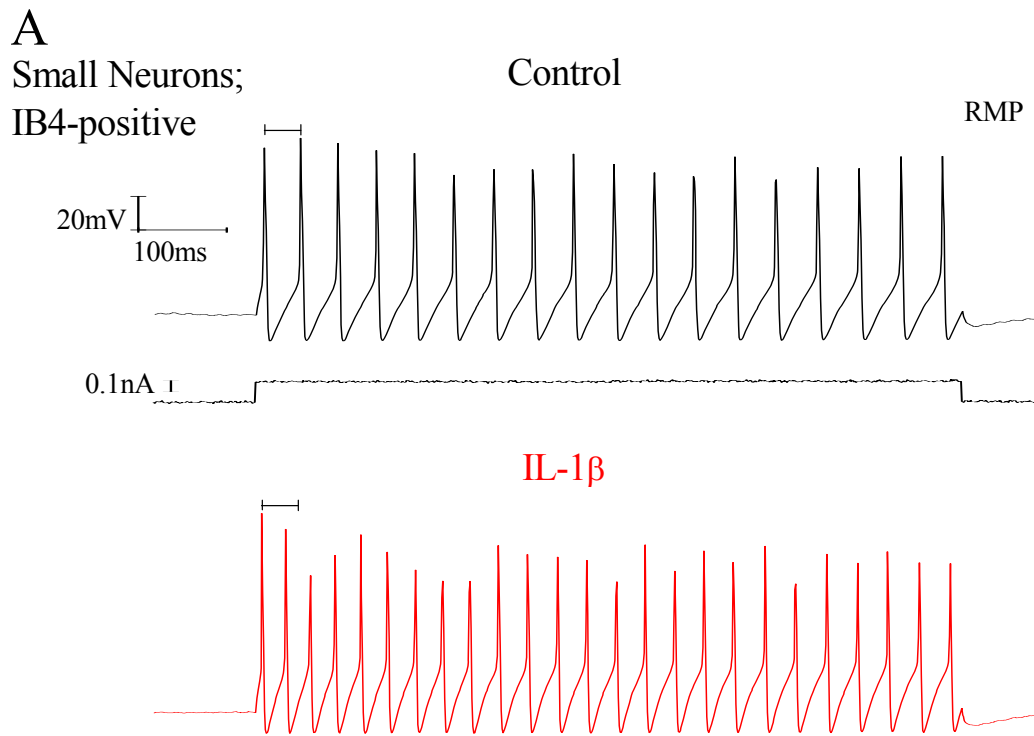 A
Small Neurons;
IB4-positive
Control
RMP
20mV
100ms
0.1nA
IL-1β